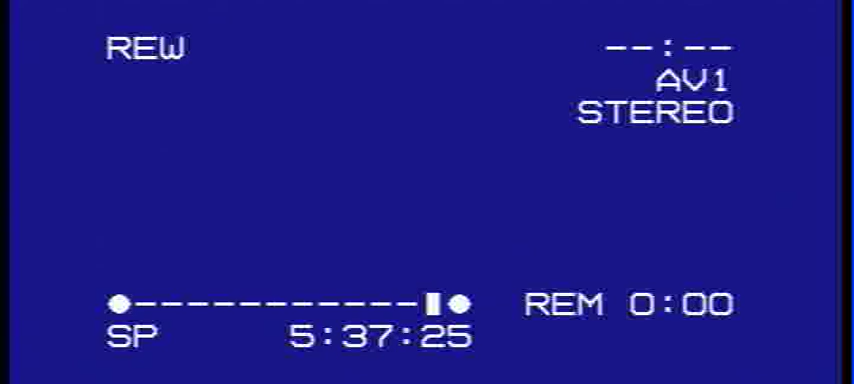 REW --:--
AV1
STEREO
●-----------▮● REM 0:00
SP 5:37:25